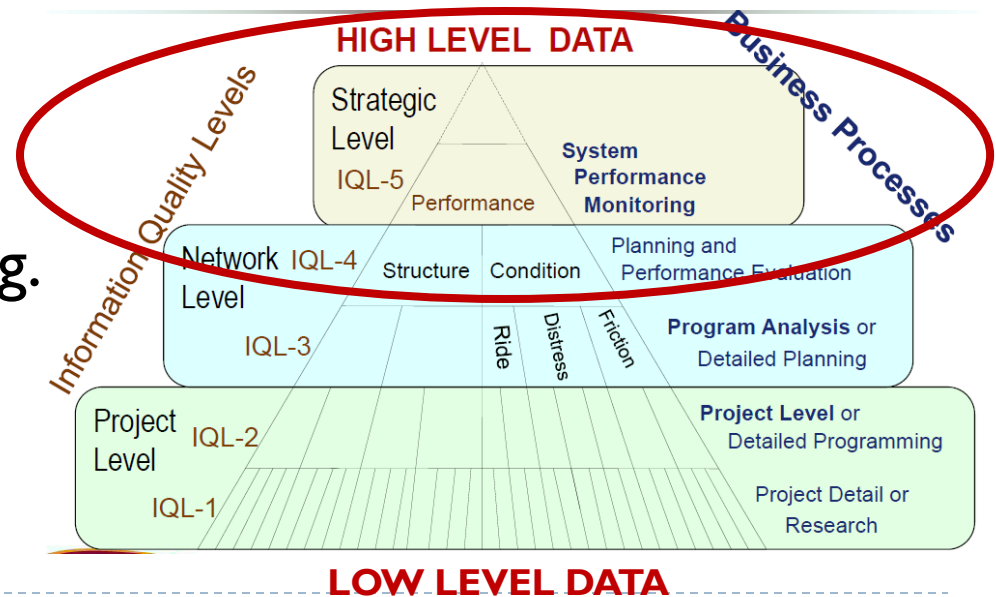 HIGH LEVEL DATA
Business Processes
Information Quality Levels
Strategic
Level
IQL-5
Performance
System
Performance
Monitoring
g.
Network IQL-4
Level
Structure Condition
Planning and
Performance Evaluation
IQL-3
Ride
Distress
Friction
Program Analysis or
Detailed Planning
Project
Level
IQL-2
Project Level or
Detailed Programming
IQL-1
Project Detail or
Research
LOW LEVEL DATA